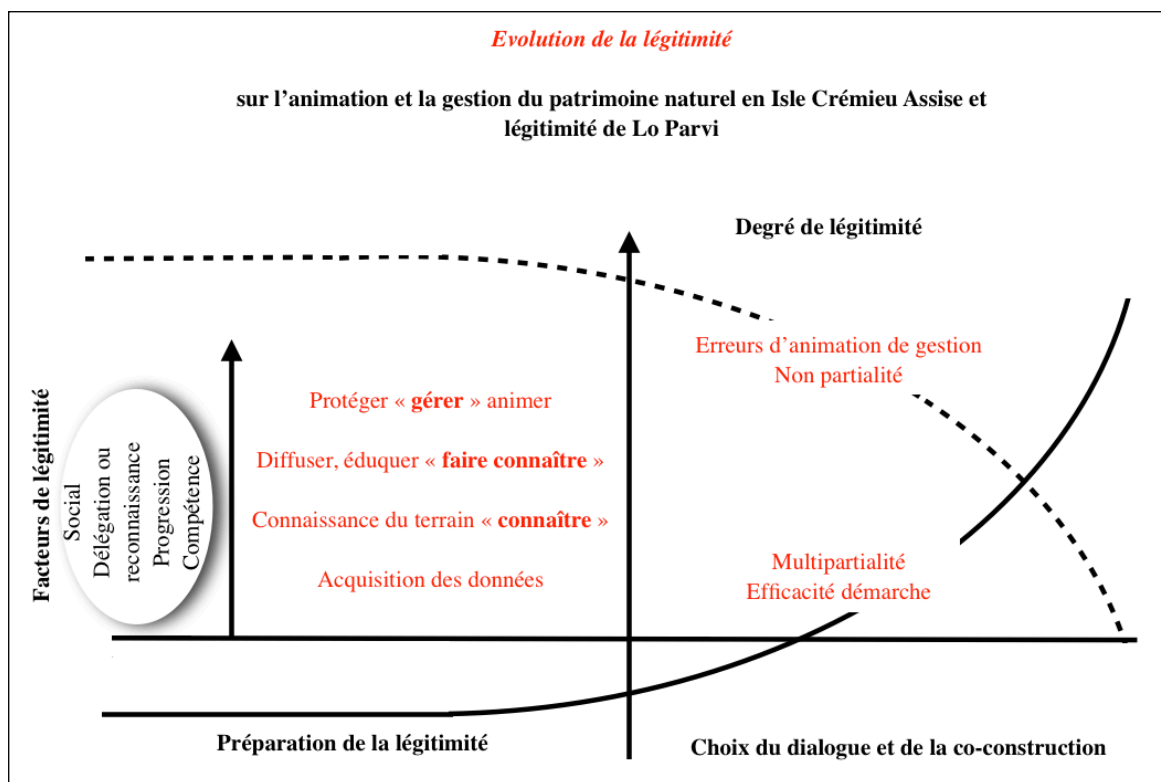 Evolution de la légitimité
sur l’animation et la gestion du patrimoine naturel en Isle Crémieu Assise et
légitimité de Lo Parvi
Degré de légitimité
Erreurs d’animation de gestion
Non partialité
Facteurs de légitimité
Social
Délégation ou
reconnaissance
Progression
Compétence
Protéger « gérer » animer
Diffuser, éduquer « faire connaître »
Connaissance du terrain « connaître »
Acquisition des données
Multipartialité
Efficacité démarche
Préparation de la légitimité
Choix du dialogue et de la co-construction